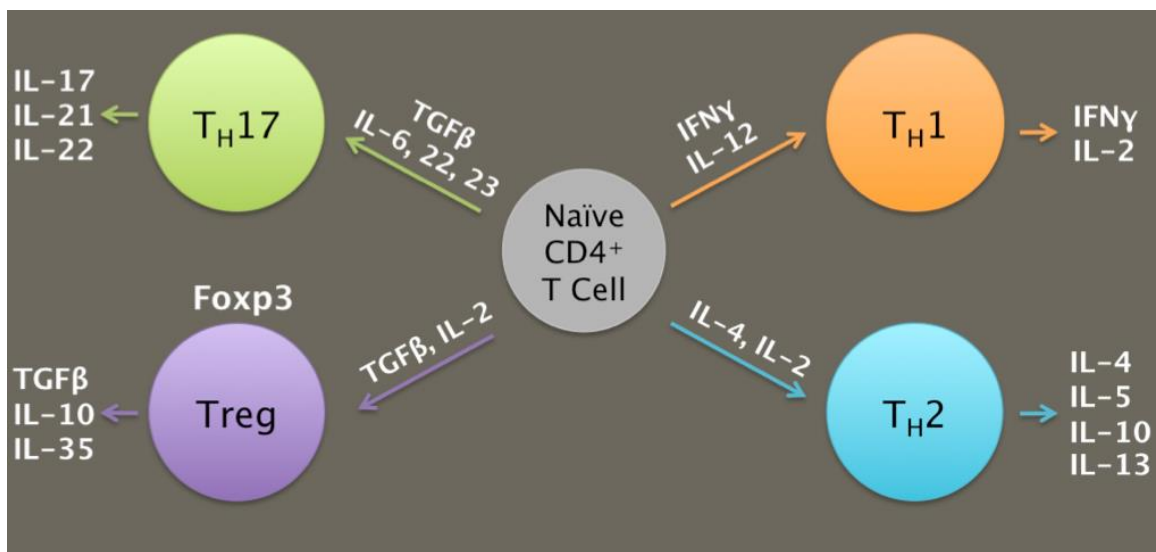 IL-17
IL-21
IL-22
TH17
TGFβ
IL-6, 22, 23
IFNγ
IL-12
TH1
IFNγ
IL-2
Naïve
CD4⁺
T Cell
Foxp3
TGFβ
IL-10
IL-35
Treg
TGFβ, IL-2
IL-4, IL-2
TH2
IL-4
IL-5
IL-10
IL-13